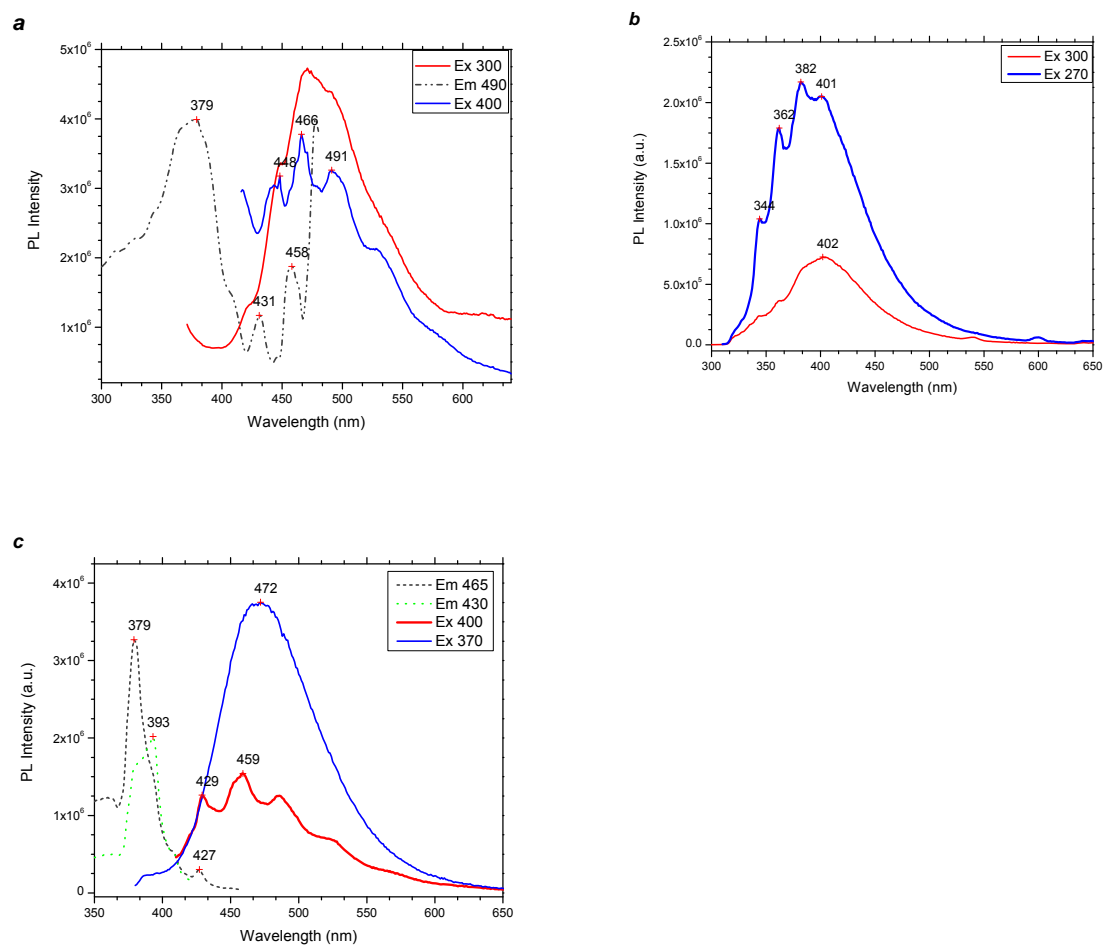 a
5x10⁶
4x10⁶
3x10⁶
2x10⁶
1x10⁶
PL Intensity
300 350 400 450 500 550 600
Wavelength (nm)
Ex 300
Em 490
Ex 400
379
466
448
491
458
431
b
2.5x10⁶
2.0x10⁶
1.5x10⁶
1.0x10⁶
5.0x10⁵
0.0
PL Intensity (a.u.)
300 350 400 450 500 550 600 650
Wavelength (nm)
Ex 300
Ex 270
382
401
362
344
402
c
4x10⁶
3x10⁶
2x10⁶
1x10⁶
0
PL Intensity (a.u.)
350 400 450 500 550 600 650
Wavelength (nm)
Em 465
Em 430
Ex 400
Ex 370
472
379
393
459
429
427